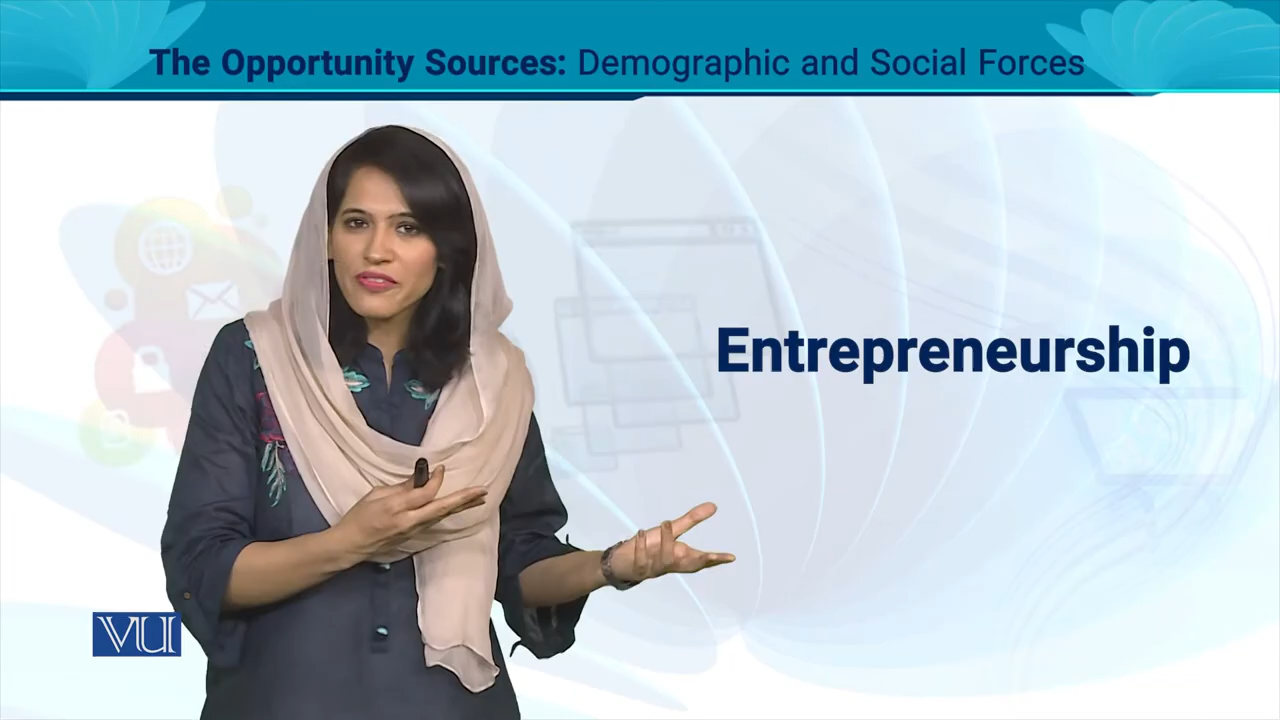 The Opportunity Sources: Demographic and Social Forces
Entrepreneurship
VU